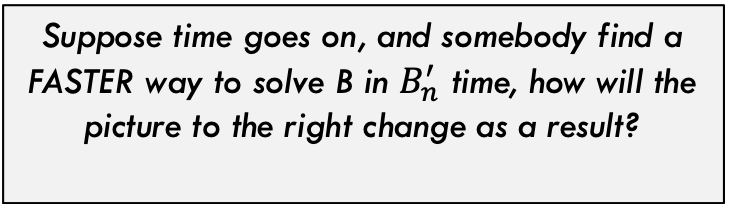 Suppose time goes on, and somebody find a
FASTER way to solve B in B′ₙ time, how will the
picture to the right change as a result?